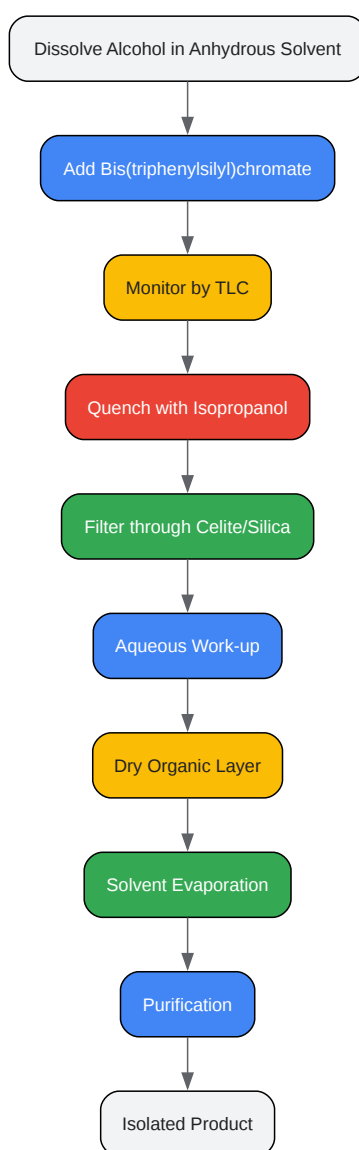 Dissolve Alcohol in Anhydrous Solvent
Add Bis(triphenylsilyl)chromate
Monitor by TLC
Quench with Isopropanol
Filter through Celite/Silica
Aqueous Work-up
Dry Organic Layer
Solvent Evaporation
Purification
Isolated Product